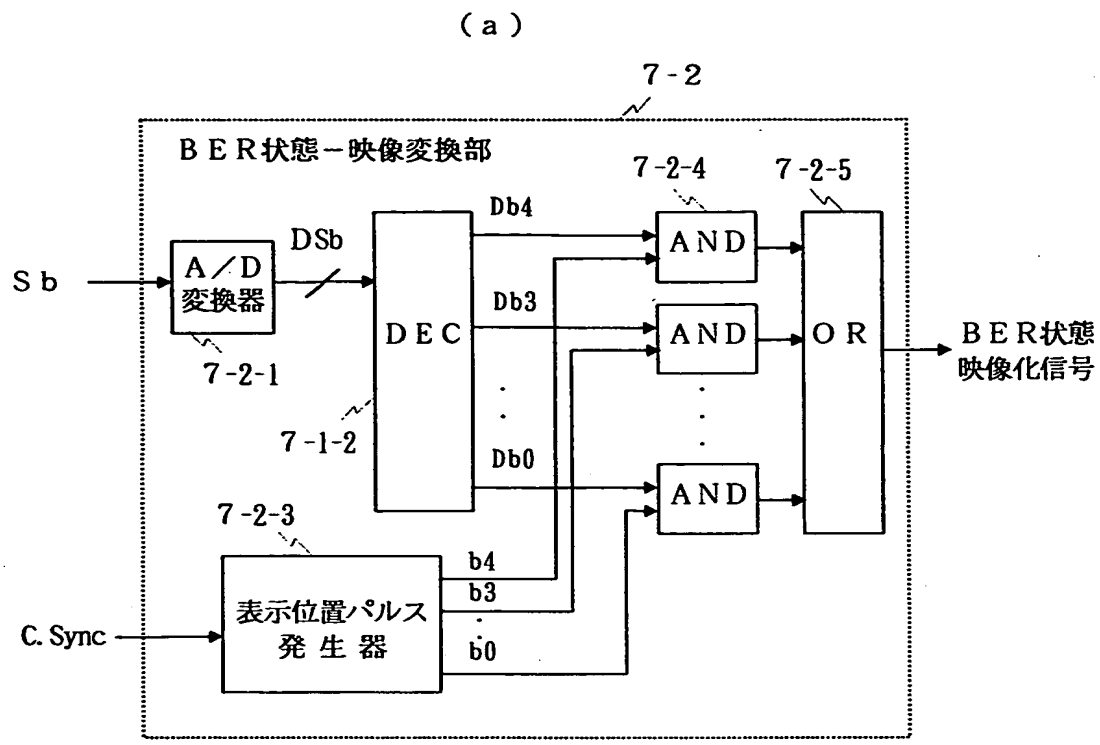 (a)
7-2
BER状態-映像変換部
7-2-4
7-2-5
Db4
AND
DSb
A/D
変換器
Sb
Db3
DEC
AND
OR
BER状態
映像化信号
7-2-1
7-1-2
Db0
AND
7-2-3
b4
b3
表示位置パルス
発生器
C.Sync
b0